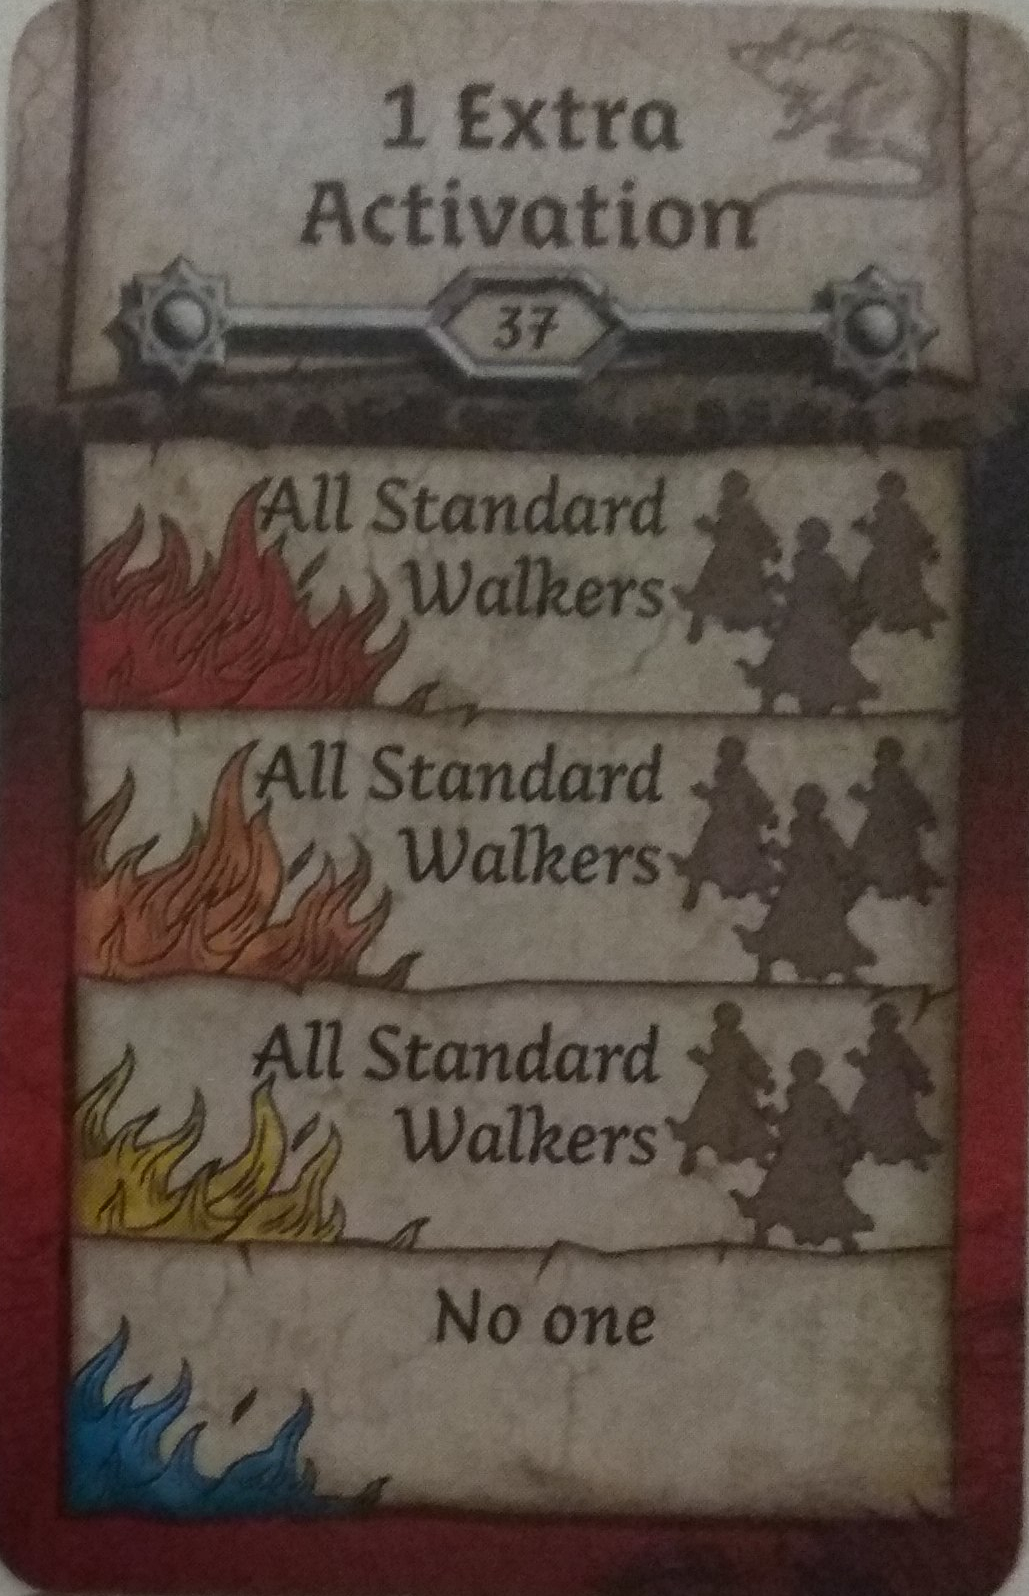 1 Extra
Activation
37
All Standard
Walkers
All Standard
Walkers
All Standard
Walkers
No one